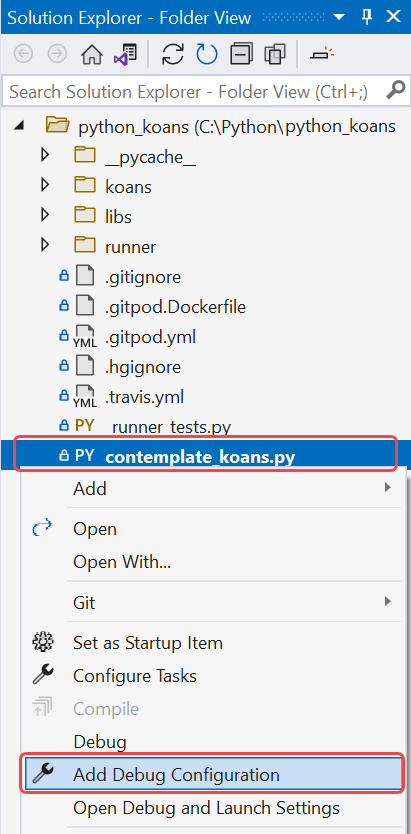 Solution Explorer - Folder View
Search Solution Explorer - Folder View (Ctrl+;)
python_koans (C:\Python\python_koans
__pycache__
koans
libs
runner
.gitignore
.gitpod.Dockerfile
YML .gitpod.yml
.hgignore
YML .travis.yml
PY _runner_tests.py
PY contemplate_koans.py
Add
Open
Open With...
Git
Set as Startup Item
Configure Tasks
Compile
Debug
Add Debug Configuration
Open Debug and Launch Settings